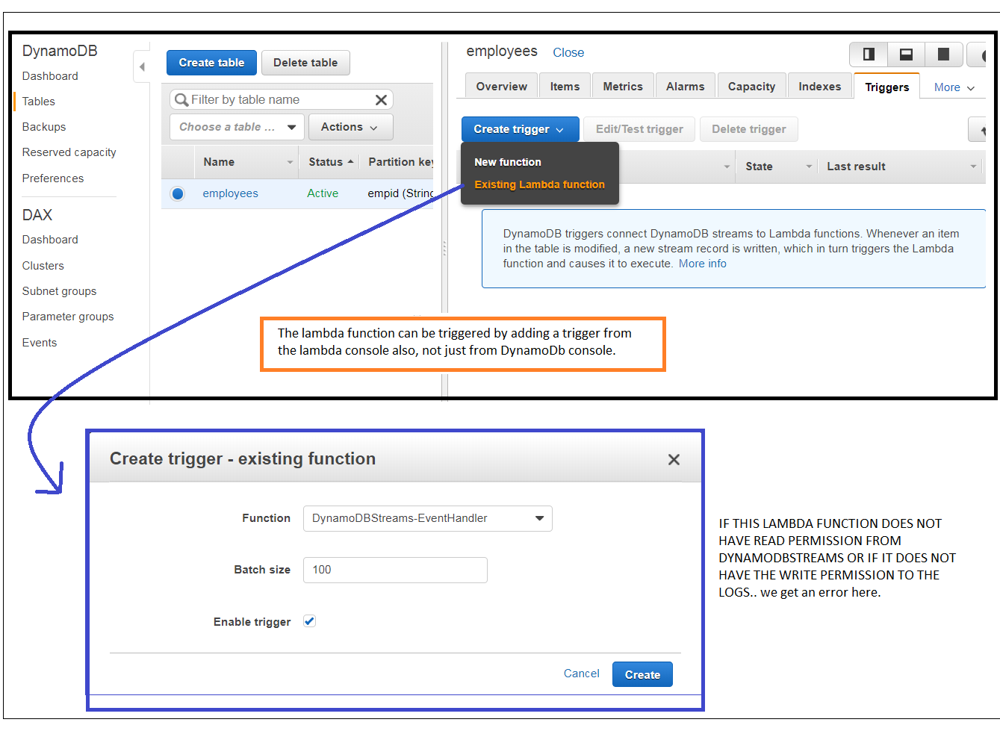 DynamoDB
Dashboard
Tables
Backups
Reserved capacity
Preferences
DAX
Dashboard
Clusters
Subnet groups
Parameter groups
Events
Create table
Delete table
Filter by table name
Choose a table ...
Actions
Name
Status
Partition key
employees
Active
empid (String
employees
Close
Overview
Items
Metrics
Alarms
Capacity
Indexes
Triggers
More
Create trigger
Edit/Test trigger
Delete trigger
New function
Existing Lambda function
State
Last result
DynamoDB triggers connect DynamoDB streams to Lambda functions. Whenever an item
in the table is modified, a new stream record is written, which in turn triggers the Lambda
function and causes it to execute. More info
The lambda function can be triggered by adding a trigger from
the lambda console also, not just from DynamoDb console.
Create trigger - existing function
Function
DynamoDBStreams-EventHandler
Batch size
100
Enable trigger
Cancel
Create
IF THIS LAMBDA FUNCTION DOES NOT
HAVE READ PERMISSION FROM
DYNAMODBSTREAMS OR IF IT DOES NOT
HAVE THE WRITE PERMISSION TO THE
LOGS.. we get an error here.